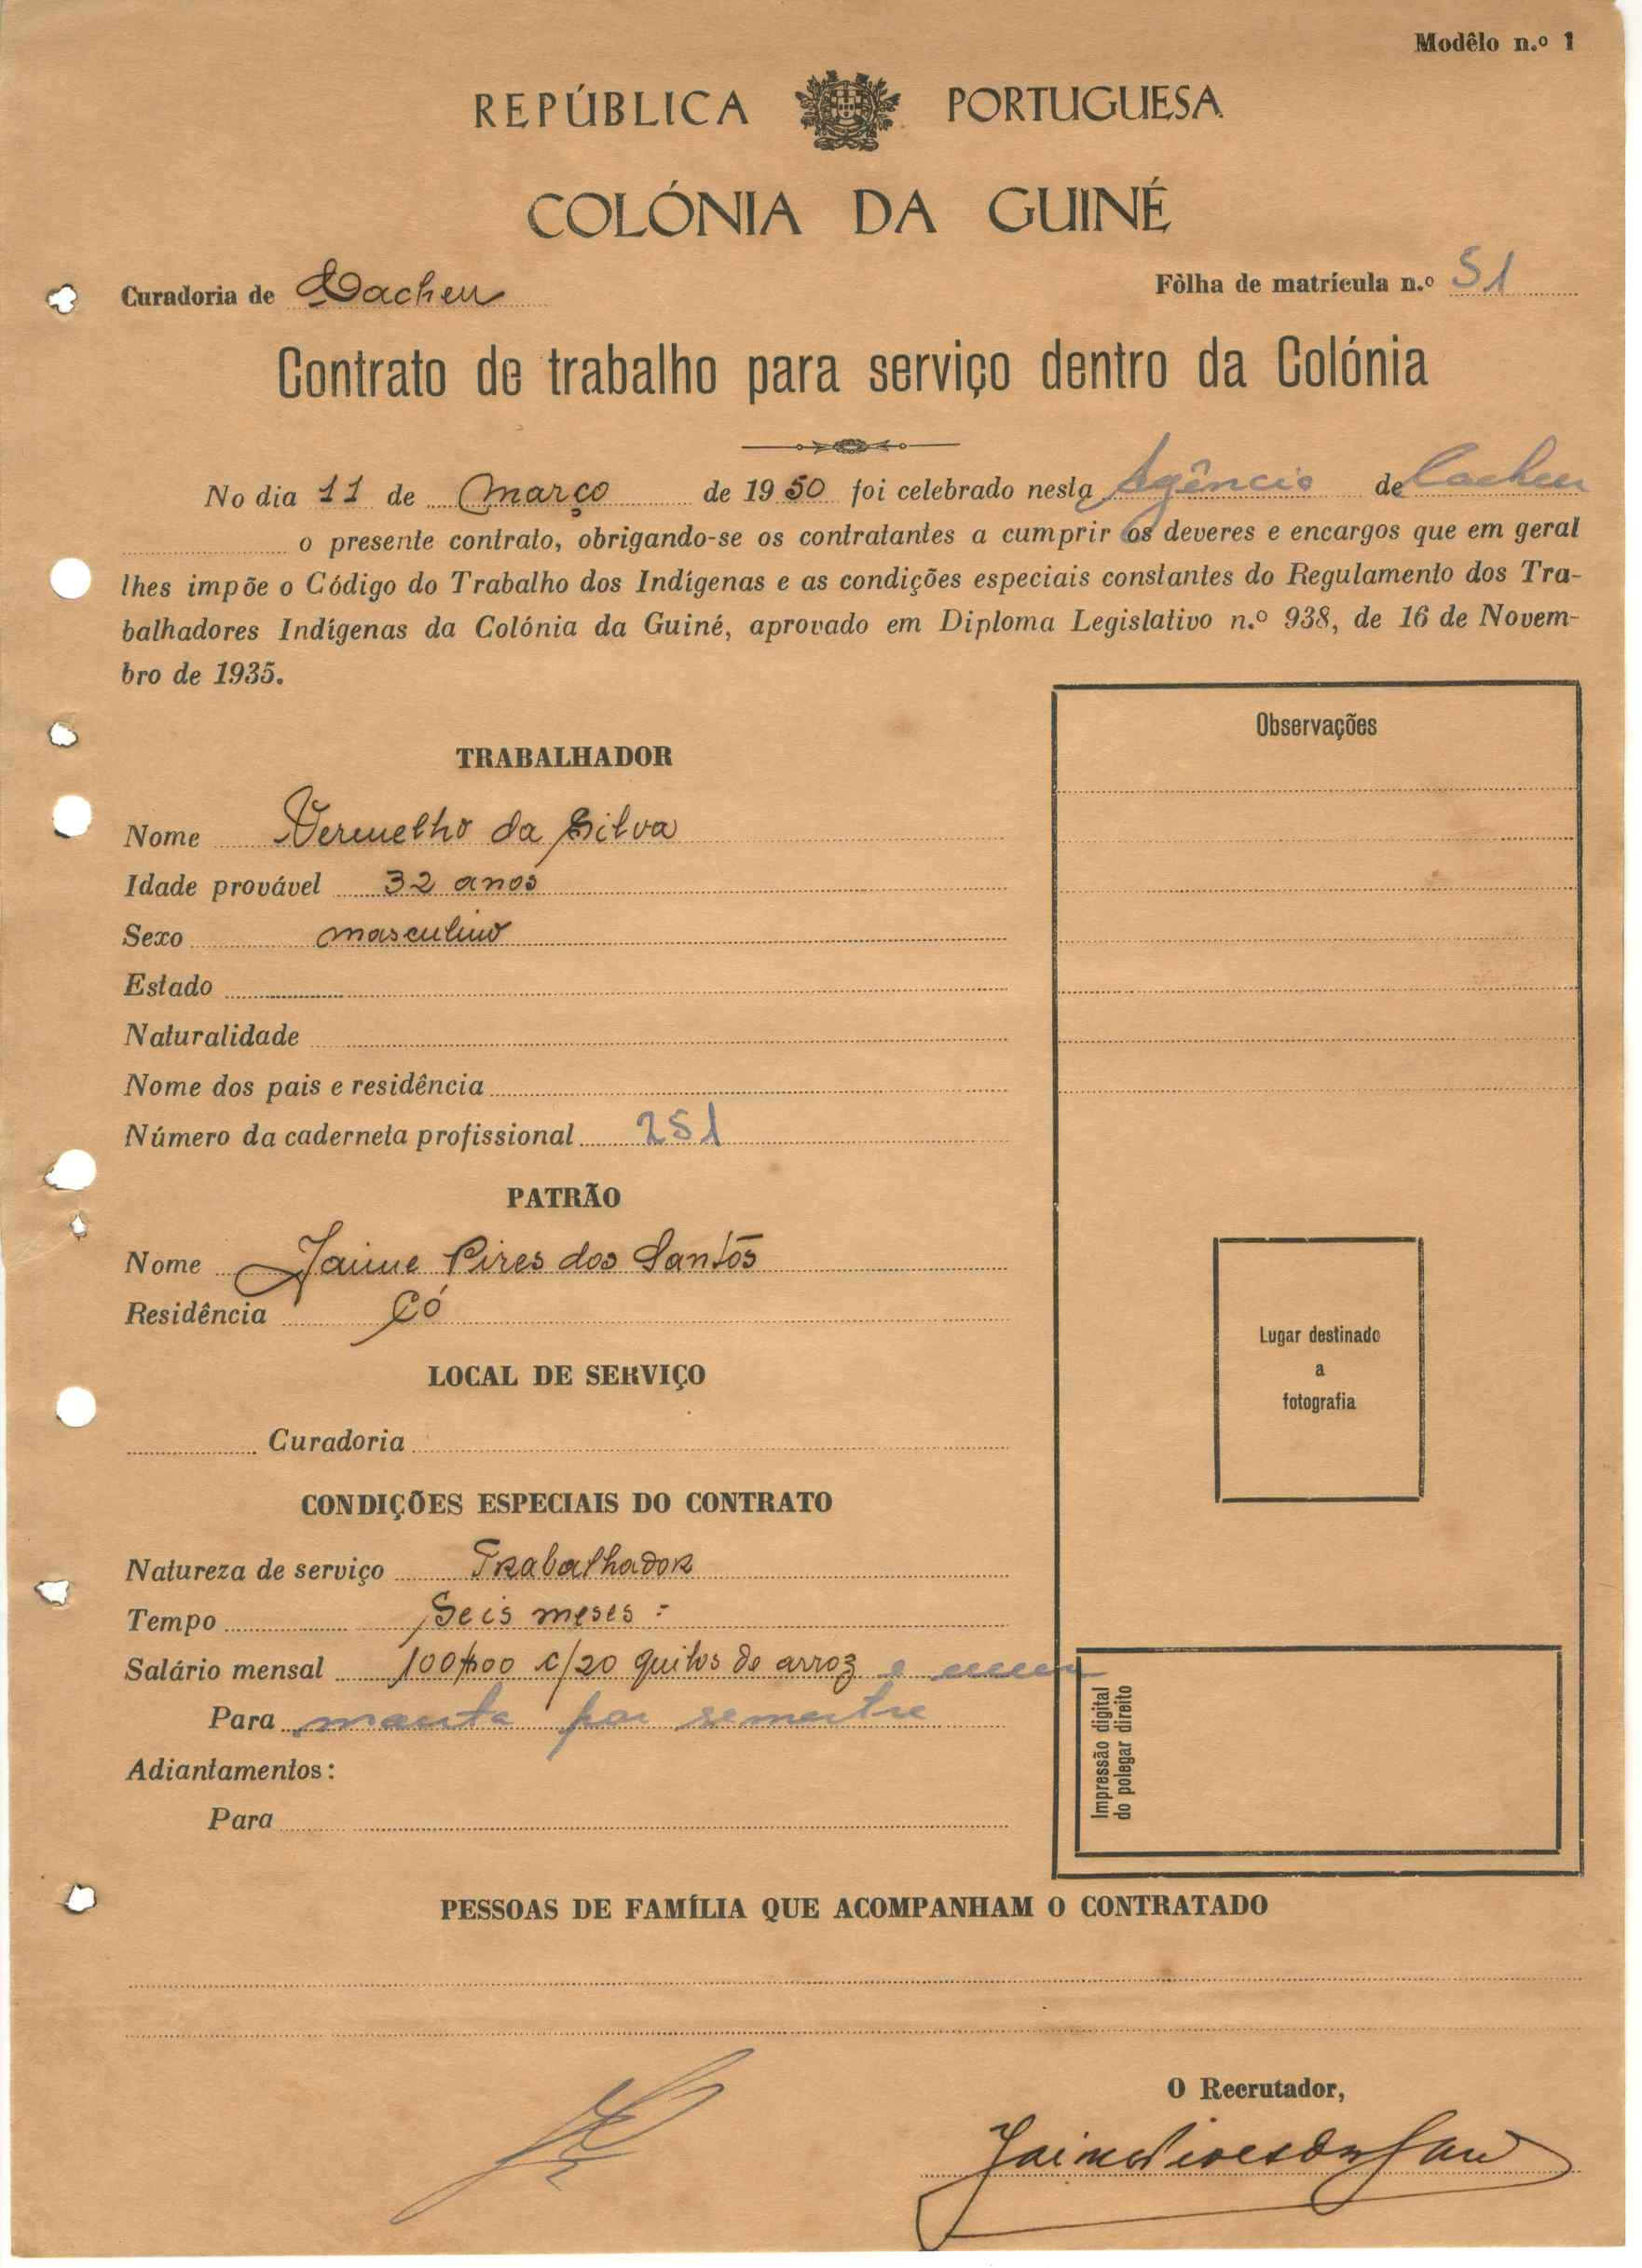 Modêlo n.º 1
REPÚBLICA PORTUGUESA
COLÓNIA DA GUINÉ
Curadoria de Cacheu Fôlha de matrícula n.º 51
Contrato de trabalho para serviço dentro da Colónia
No dia 11 de Março de 1950 foi celebrado nesta Agência de Cacheu
o presente contrato, obrigando-se os contratantes a cumprir os deveres e encargos que em geral
lhes impõe o Código do Trabalho dos Indígenas e as condições especiais constantes do Regulamento dos Tra-
balhadores Indígenas da Colónia da Guiné, aprovado em Diploma Legislativo n.º 938, de 16 de Novem-
bro de 1935.
Observações
TRABALHADOR
Nome Vermelho da Silva
Idade provável 32 anos
Sexo masculino
Estado
Naturalidade
Nome dos pais e residência
Número da caderneta profissional 251
PATRÃO
Nome Jaime Pires dos Santos
Residência Có
LOCAL DE SERVIÇO
Curadoria
CONDIÇÕES ESPECIAIS DO CONTRATO
Natureza de serviço Trabalhador
Tempo Seis meses =
Salário mensal 100$00 c/20 quilos de arroz e uma
Para manta por semestre
Adiantamentos:
Para
Lugar destinado
a
fotografia
Impressão digital
do polegar direito
PESSOAS DE FAMÍLIA QUE ACOMPANHAM O CONTRATADO
O Recrutador,
Jaime Pires dos San